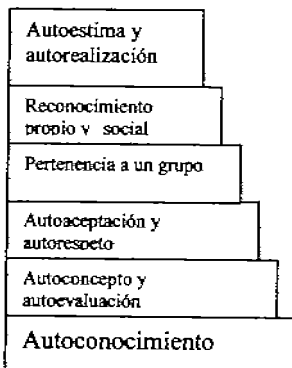 Autoestima y
autorealización
Reconocimiento
propio y social
Pertenencia a un grupo
Autoaceptación y
autorespeto
Autoconcepto y
autoevaluación
Autoconocimiento